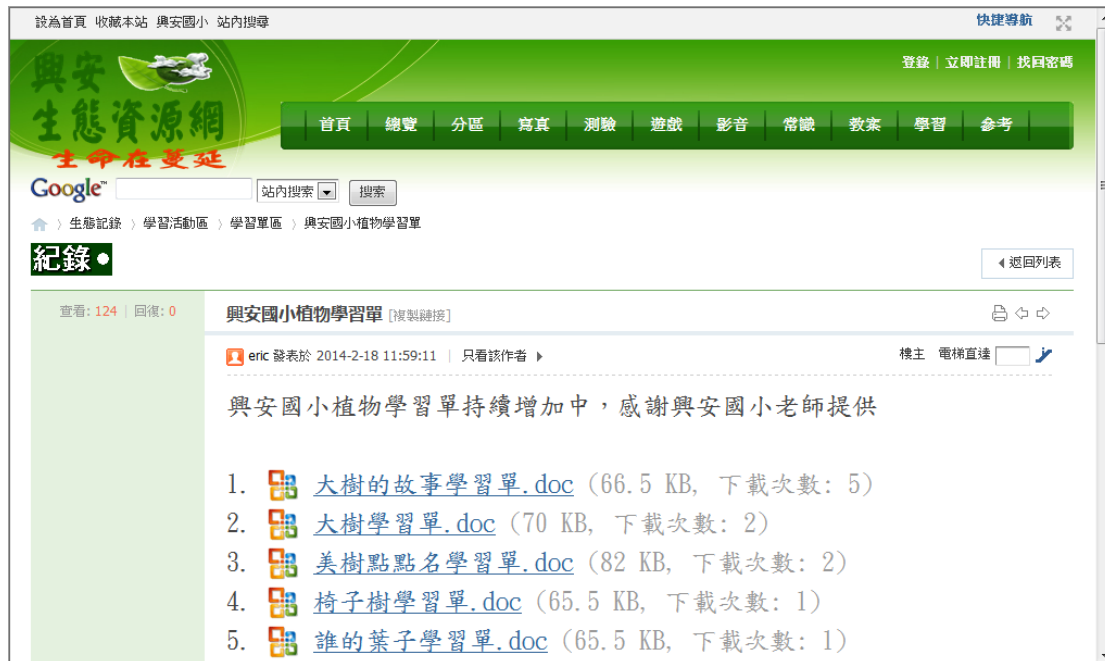 設為首頁 收藏本站 興安國小 站內搜尋 快捷導航
興安
生態資源網
生命在蔓延
登錄 | 立即註冊 | 找回密碼
首頁 總覽 分區 寫真 測驗 遊戲 影音 常識 教案 學習 參考
Google™ 站內搜索 搜索
生態記錄 〉 學習活動區 〉 學習單區 〉 興安國小植物學習單
紀錄•
返回列表
查看: 124 | 回復: 0
興安國小植物學習單 [複製鏈接]
eric 發表於 2014-2-18 11:59:11 | 只看該作者
樓主 電梯直達
興安國小植物學習單持續增加中，感謝興安國小老師提供
1. 大樹的故事學習單.doc (66.5 KB, 下載次數: 5)
2. 大樹學習單.doc (70 KB, 下載次數: 2)
3. 美樹點點名學習單.doc (82 KB, 下載次數: 2)
4. 椅子樹學習單.doc (65.5 KB, 下載次數: 1)
5. 誰的葉子學習單.doc (65.5 KB, 下載次數: 1)